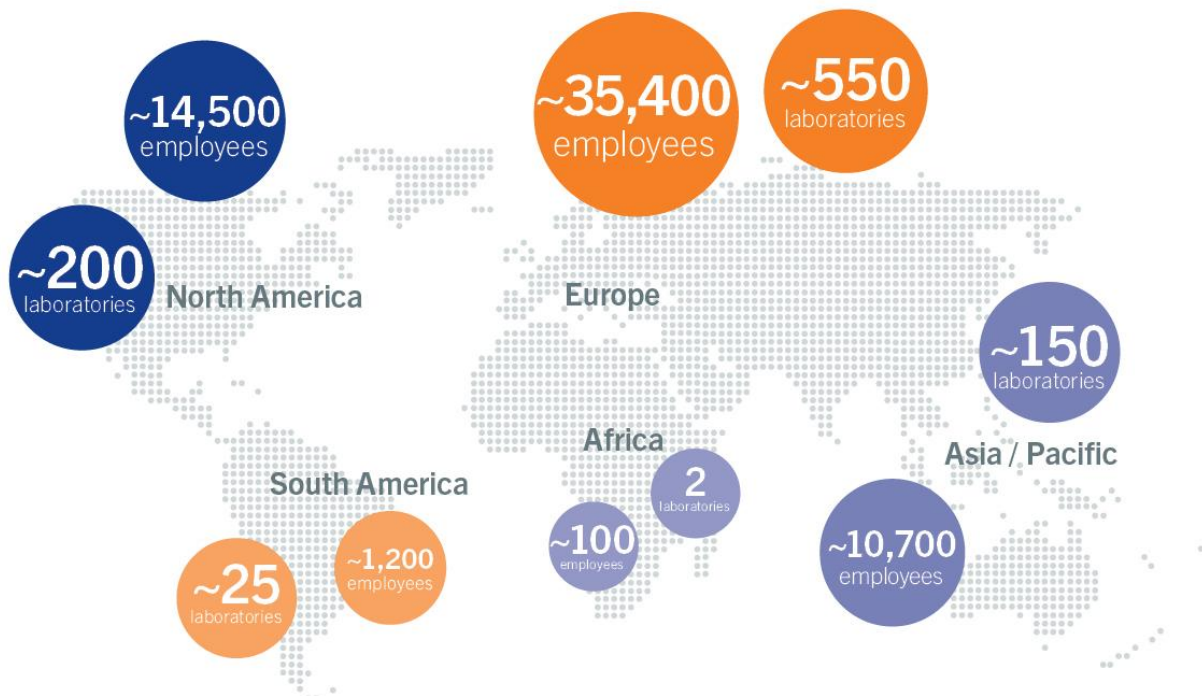 ~14,500
employees
~200
laboratories
North America
~35,400
employees
~550
laboratories
Europe
~150
laboratories
Asia / Pacific
~10,700
employees
Africa
2
laboratories
~100
employees
South America
~1,200
employees
~25
laboratories